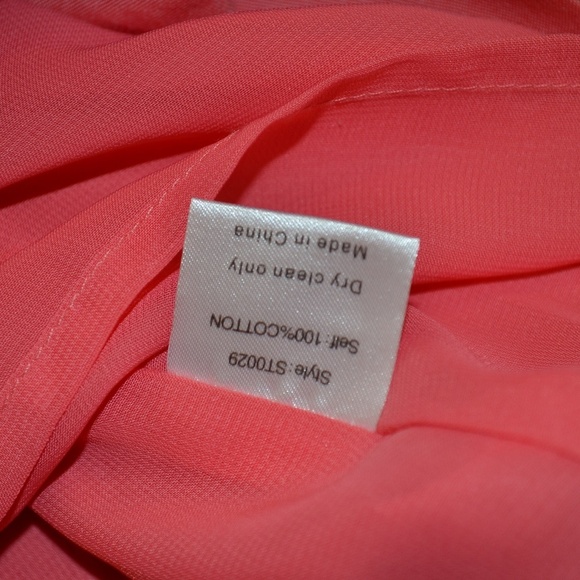 Style:ST0029
Self:100%COTTON
Dry clean only
Made in China